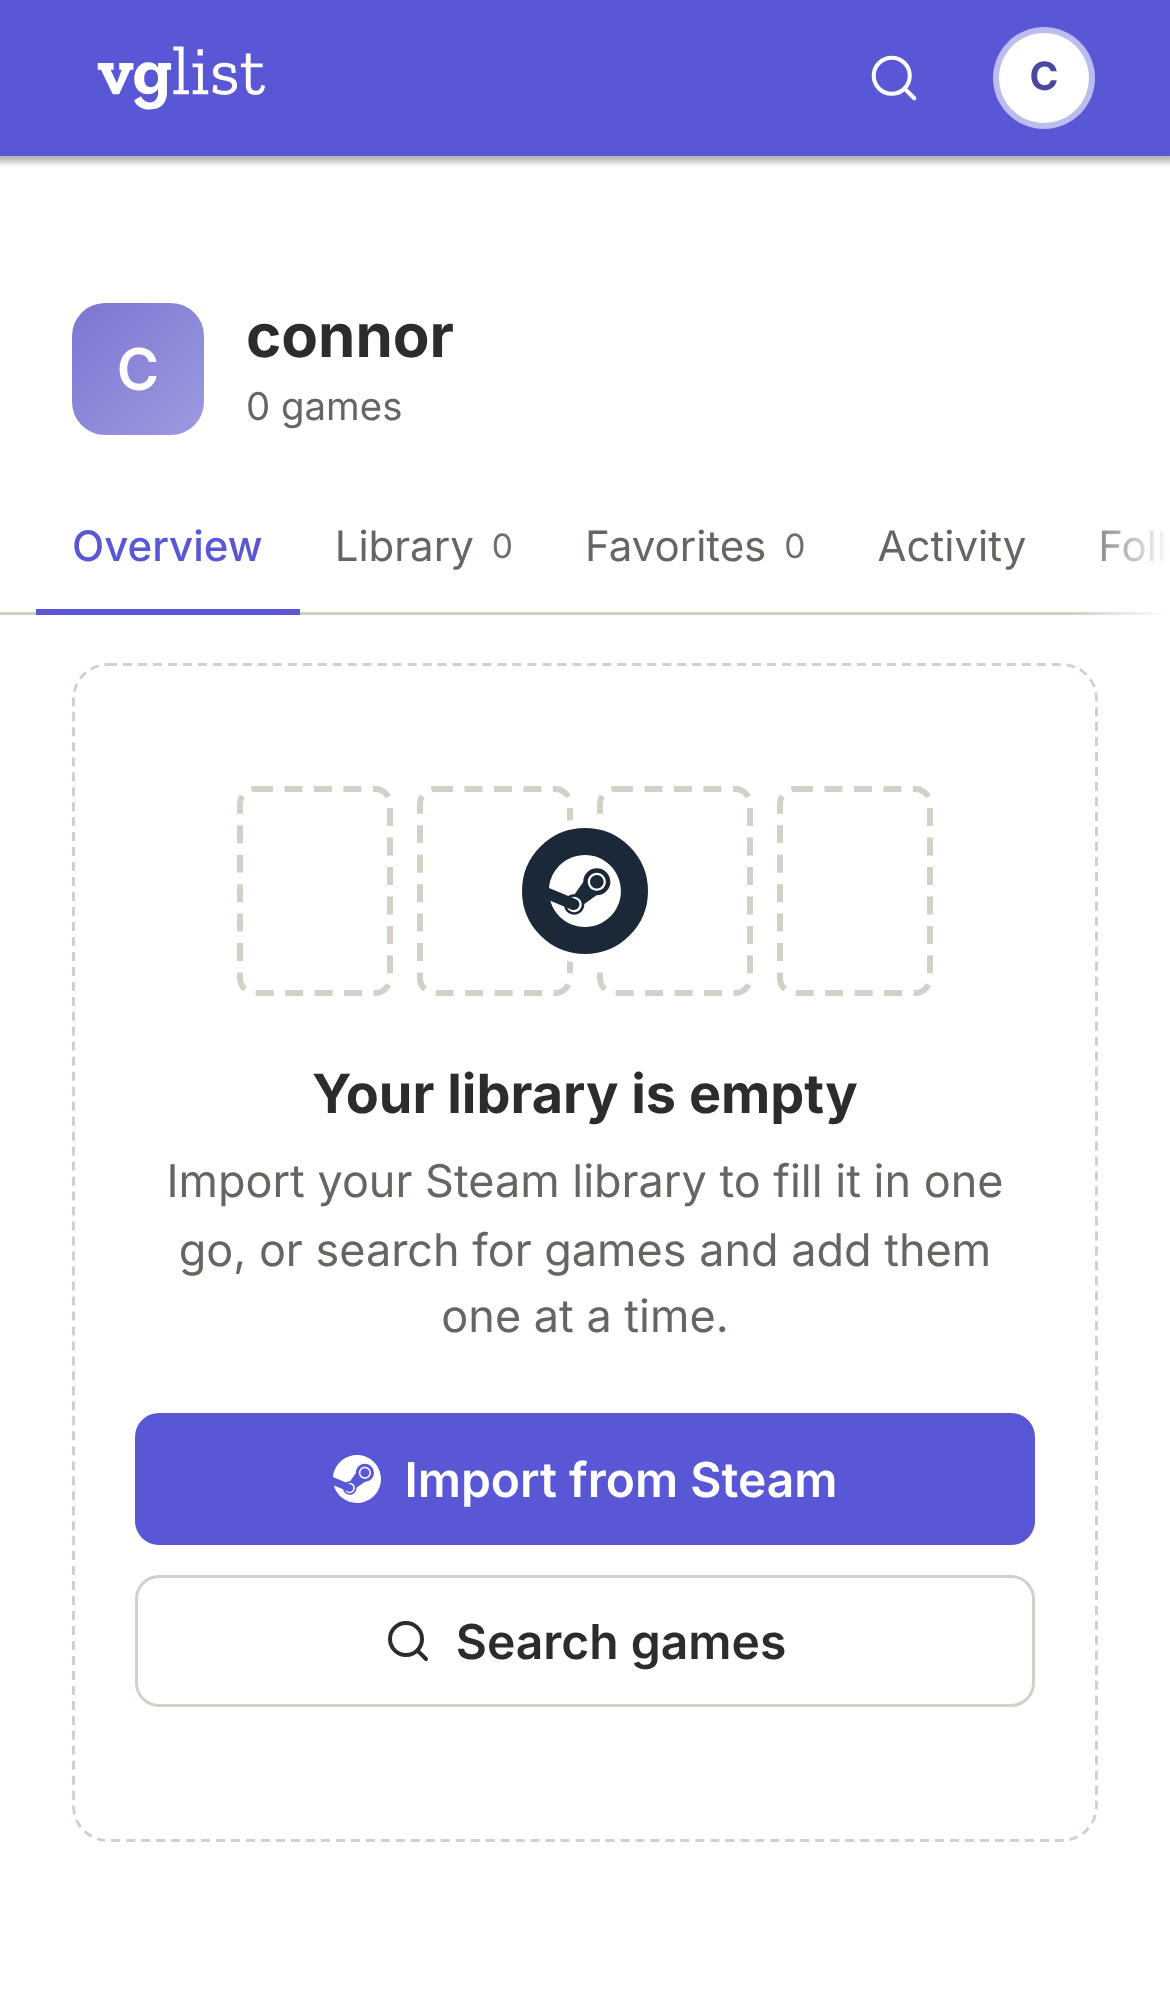 vglist
C
C
connor
0 games
Overview Library 0 Favorites 0 Activity Foll
Your library is empty
Import your Steam library to fill it in one
go, or search for games and add them
one at a time.
Import from Steam
Search games